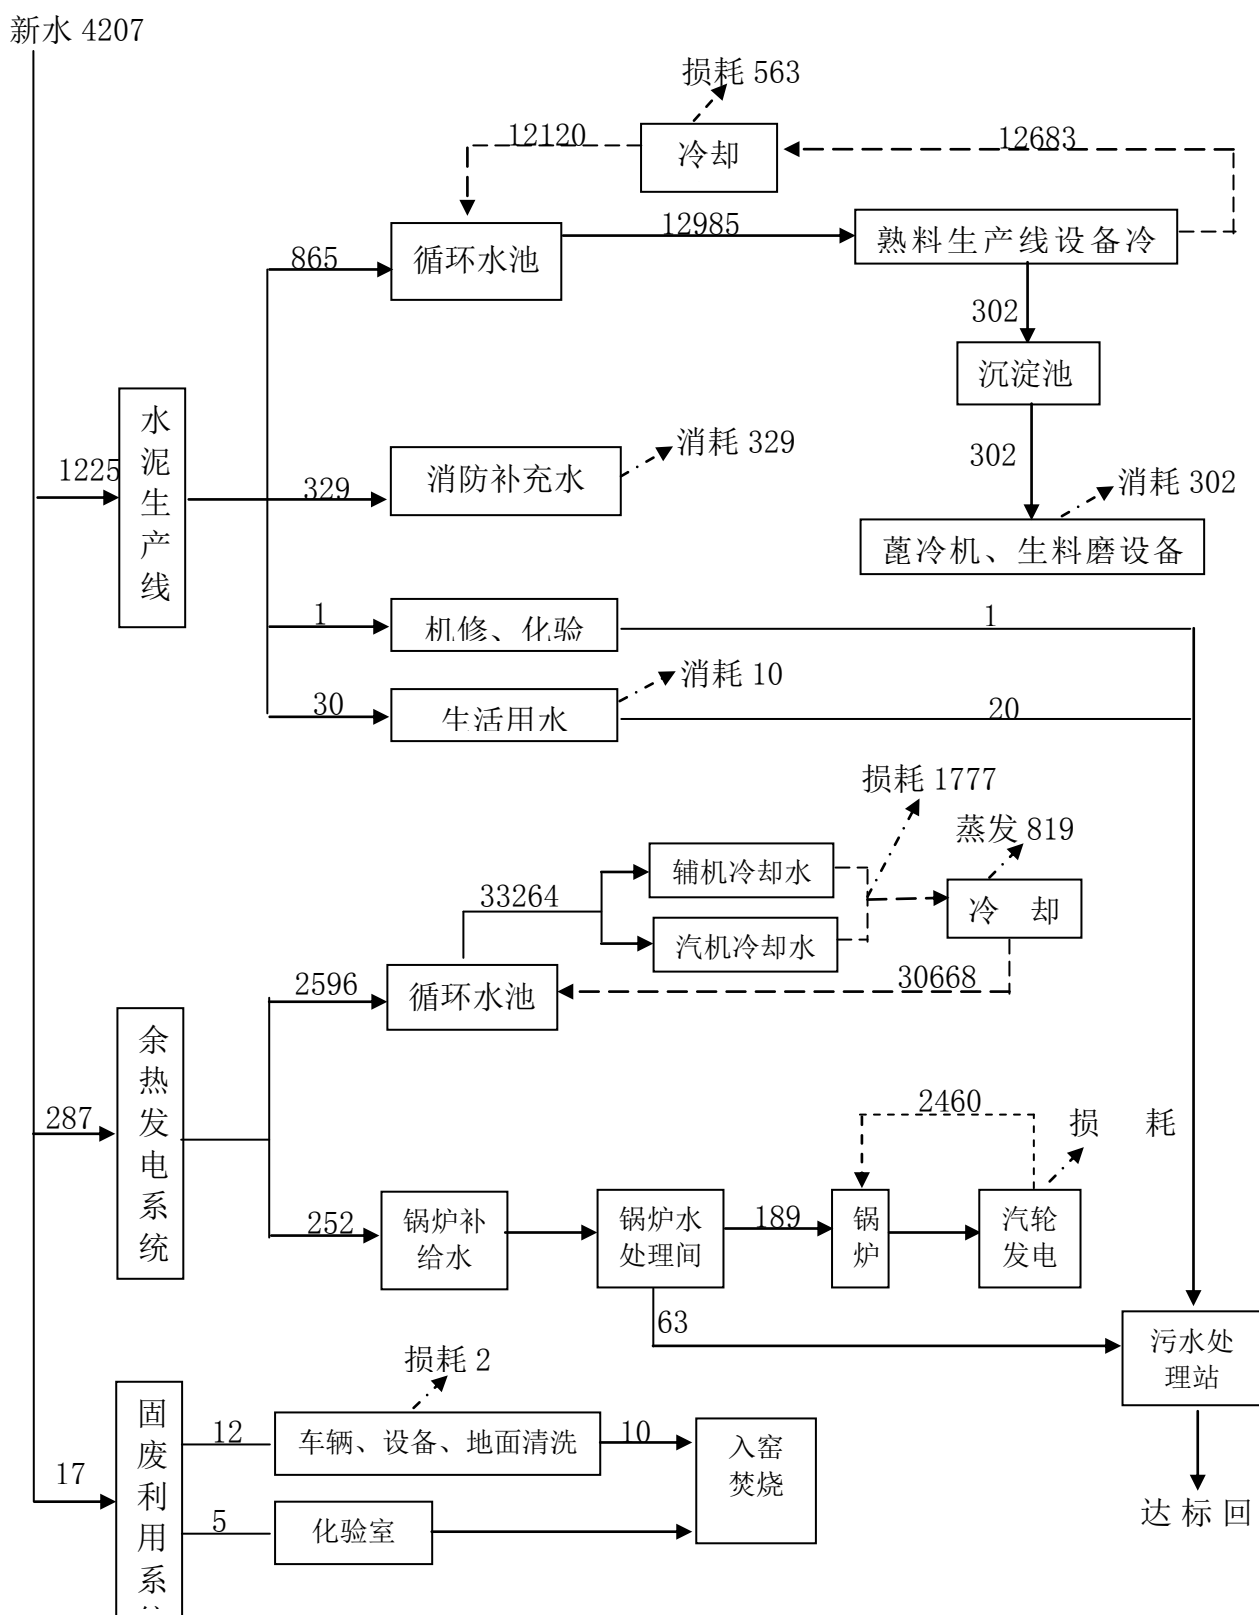 新水 4207
损耗 563
12120
冷却
12683
865
循环水池
12985
熟料生产线设备冷
302
沉淀池
302
消耗 302
篦冷机、生料磨设备
1225
水泥生产线
329
消防补充水
消耗 329
1
机修、化验
1
30
生活用水
消耗 10
20
损耗 1777
蒸发 819
33264
辅机冷却水
汽机冷却水
冷 却
2596
循环水池
30668
287
余热发电系统
2460
损 耗
252
锅炉补
给水
锅炉水
处理间
189
锅
炉
汽轮
发电
63
污水处
理站
损耗 2
17
固废利用系
12
车辆、设备、地面清洗
10
入窑
焚烧
5
化验室
达 标 回